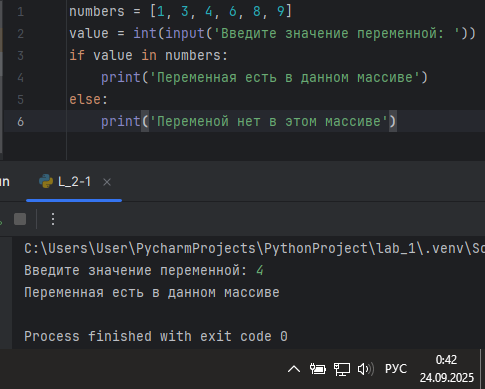 1 numbers = [1, 3, 4, 6, 8, 9]
2 value = int(input('Введите значение переменной: '))
3 if value in numbers:
4     print('Переменная есть в данном массиве')
5 else:
6     print('Переменой нет в этом массиве')
L_2-1
C:\Users\User\PycharmProjects\PythonProject\lab_1\.venv\Sc
Введите значение переменной: 4
Переменная есть в данном массиве
Process finished with exit code 0
РУС
0:42
24.09.2025